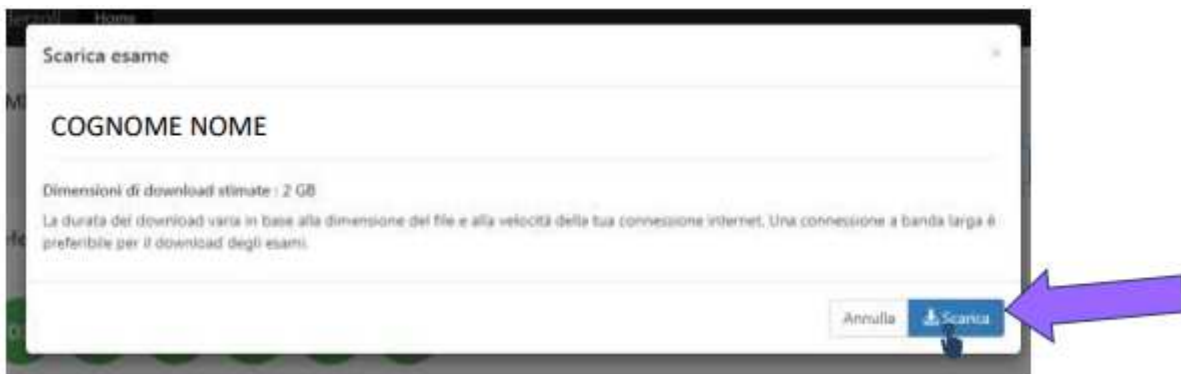 Home
Scarica esame
×
COGNOME NOME
Dimensioni di download stimate : 2 GB
La durata del download varia in base alla dimensione del file e alla velocità della tua connessione internet. Una connessione a banda larga è
preferibile per il download degli esami.
Annulla Scarica